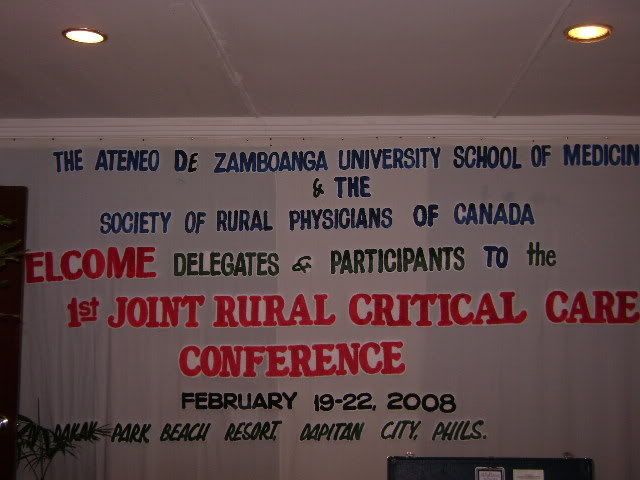 THE ATENEO DE ZAMBOANGA UNIVERSITY SCHOOL OF MEDICIN
& THE
SOCIETY OF RURAL PHYSICIANS OF CANADA
ELCOME DELEGATES & PARTICIPANTS TO the
1st JOINT RURAL CRITICAL CARE
CONFERENCE
FEBRUARY 19-22, 2008
DAKAK PARK BEACH RESORT, DAPITAN CITY, PHILS.